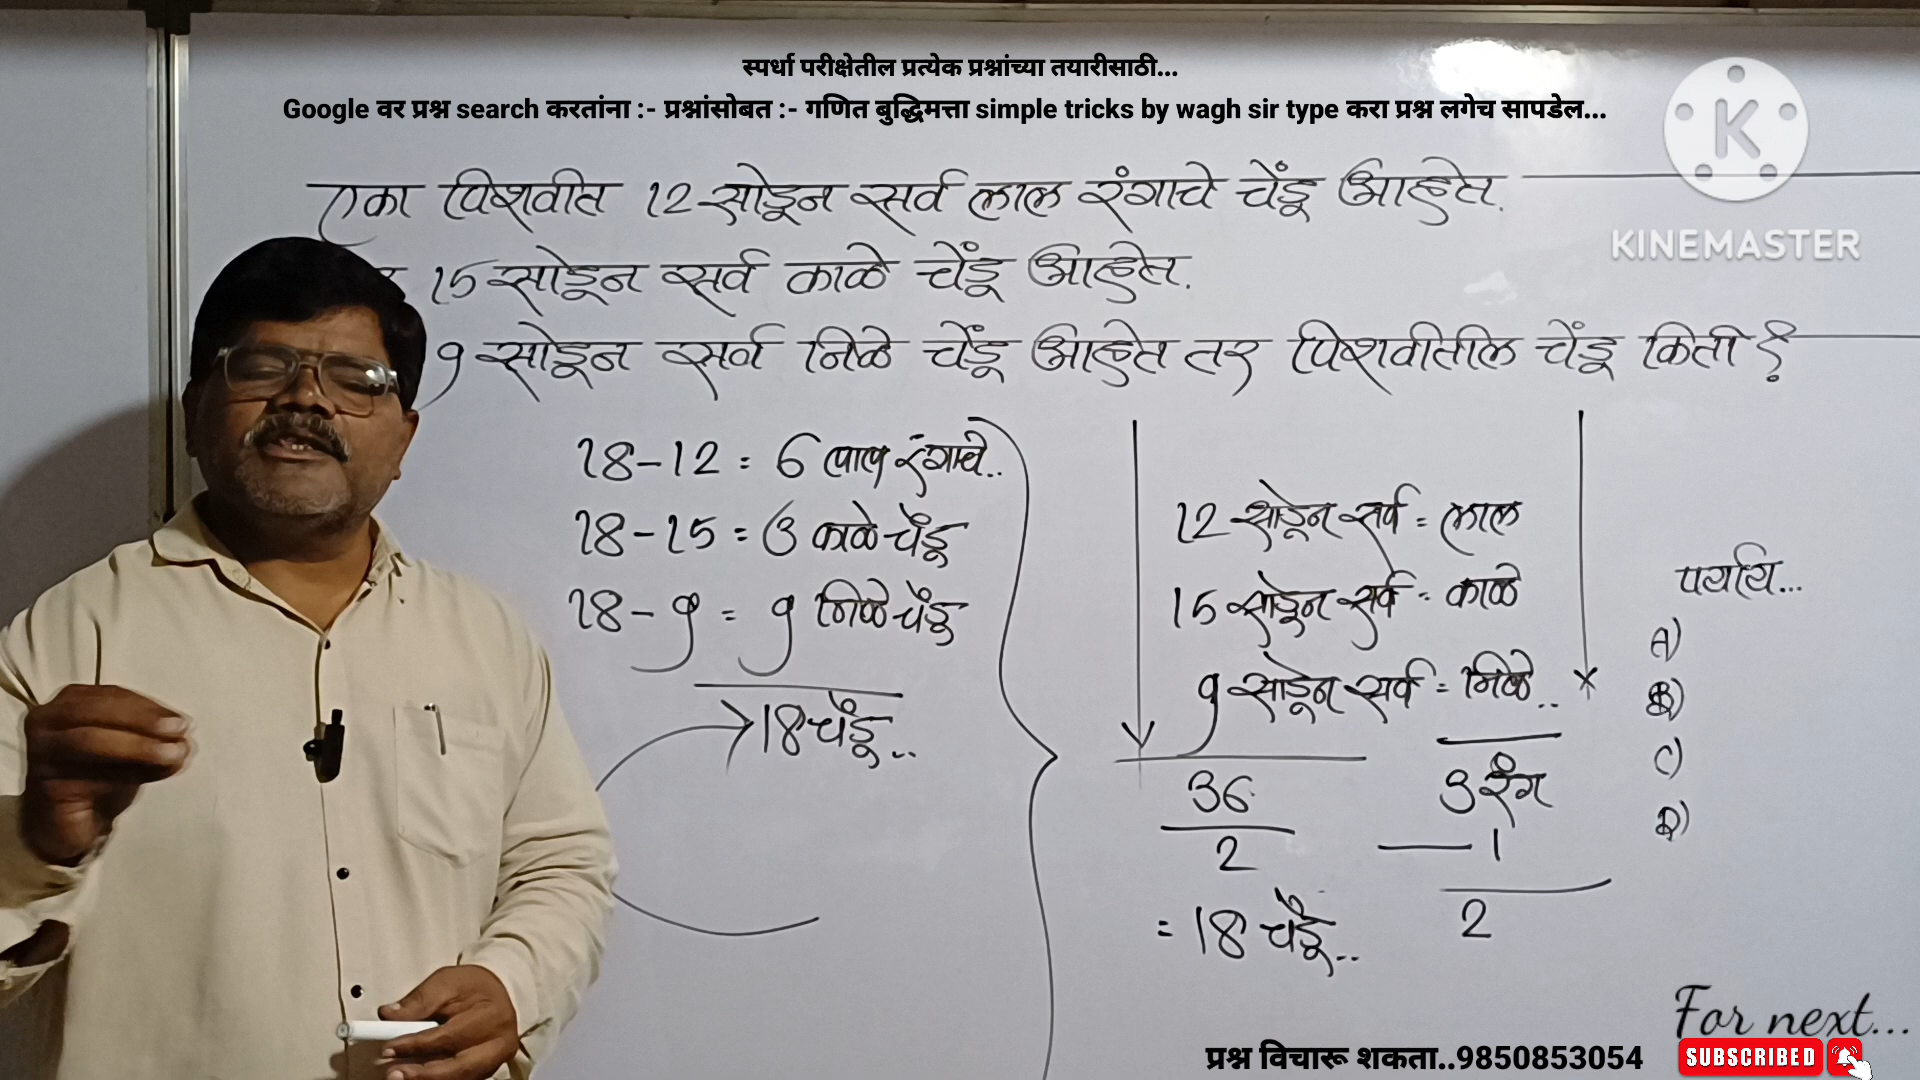 स्पर्धा परीक्षेतील प्रत्येक प्रश्नांच्या तयारीसाठी...
Google वर प्रश्न search करतांना :- प्रश्नांसोबत :- गणित बुद्धिमत्ता simple tricks by wagh sir type करा प्रश्न लगेच सापडेल...
KINEMASTER
एका पिशवीत 12 सोडून सर्व लाल रंगाचे चेंडू आहेत.
15 सोडून सर्व काळे चेंडू आहेत.
9 सोडून सर्व निळे चेंडू आहेत तर पिशवीतील चेंडू किती ?
18-12 = 6 लाल रंगाचे..
18-15 = 3 काळे चेंडू
18-9 = 9 निळे चेंडू
18 चेंडू..
12 सोडून सर्व = लाल
15 सोडून सर्व = काळे
9 सोडून सर्व = निळे..
36
2
= 18 चेंडू..
3 रंग
- 1
2
पर्याय...
A)
B)
C)
D)
For next...
प्रश्न विचारू शकता..9850853054
SUBSCRIBED